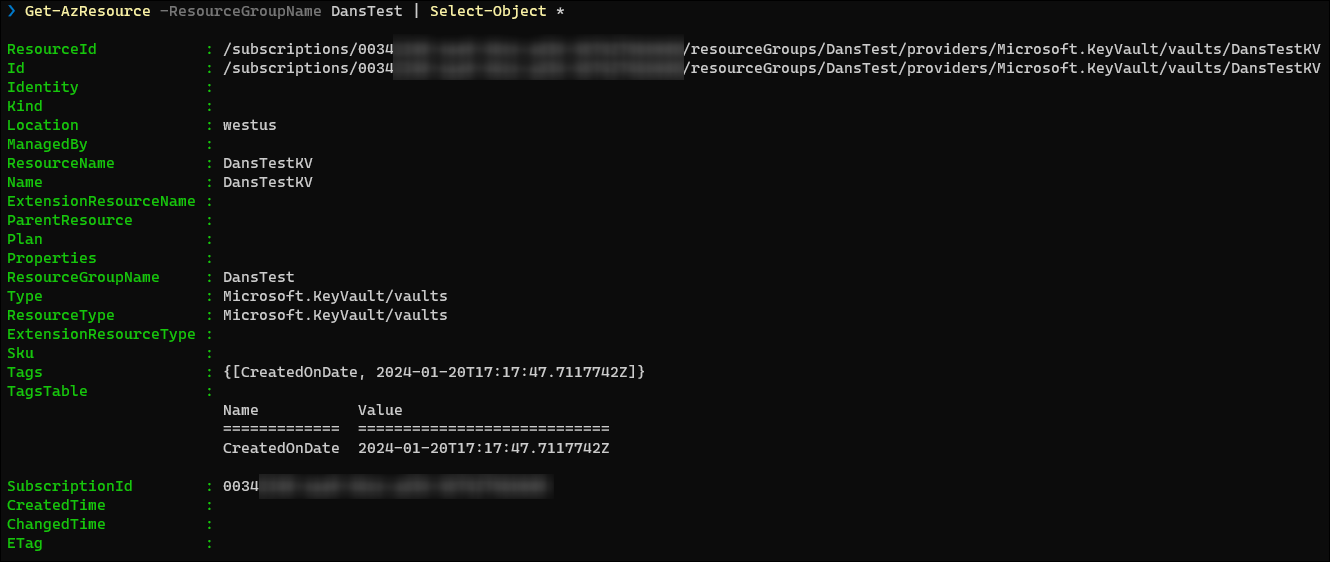 ❯ Get-AzResource -ResourceGroupName DansTest | Select-Object *
ResourceId : /subscriptions/0034 /resourceGroups/DansTest/providers/Microsoft.KeyVault/vaults/DansTestKV
Id : /subscriptions/0034 /resourceGroups/DansTest/providers/Microsoft.KeyVault/vaults/DansTestKV
Identity :
Kind :
Location : westus
ManagedBy :
ResourceName : DansTestKV
Name : DansTestKV
ExtensionResourceName :
ParentResource :
Plan :
Properties :
ResourceGroupName : DansTest
Type : Microsoft.KeyVault/vaults
ResourceType : Microsoft.KeyVault/vaults
ExtensionResourceType :
Sku :
Tags : {[CreatedOnDate, 2024-01-20T17:17:47.7117742Z]}
TagsTable :
Name Value
============= ============================
CreatedOnDate 2024-01-20T17:17:47.7117742Z
SubscriptionId : 0034
CreatedTime :
ChangedTime :
ETag :